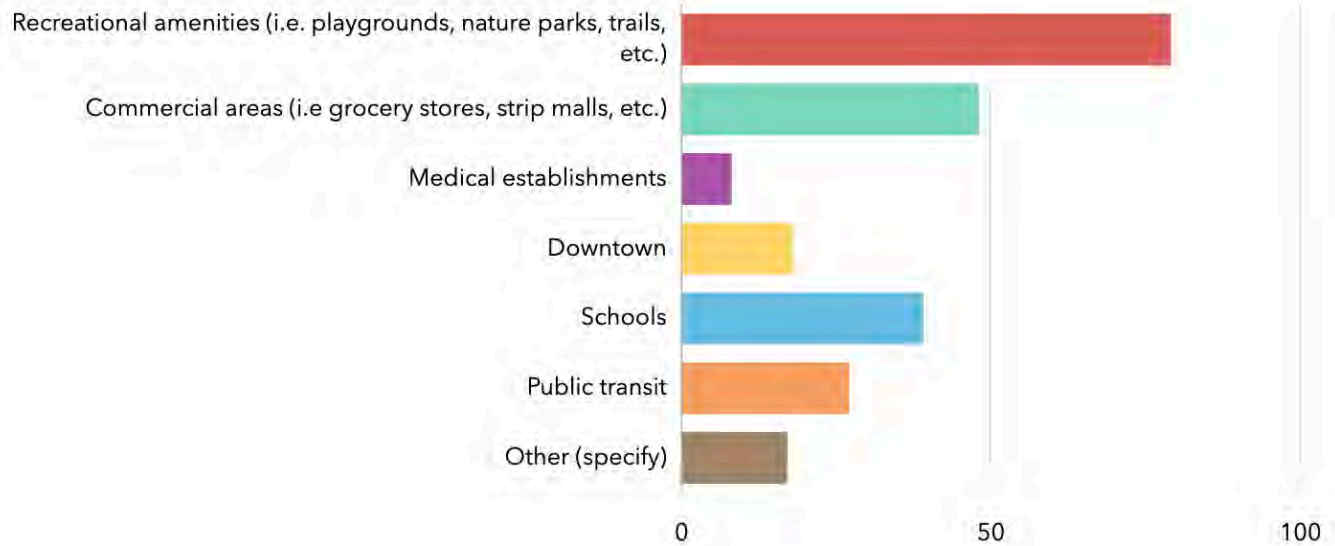 Recreational amenities (i.e. playgrounds, nature parks, trails,
etc.)
Commercial areas (i.e grocery stores, strip malls, etc.)
Medical establishments
Downtown
Schools
Public transit
Other (specify)
0 50 100